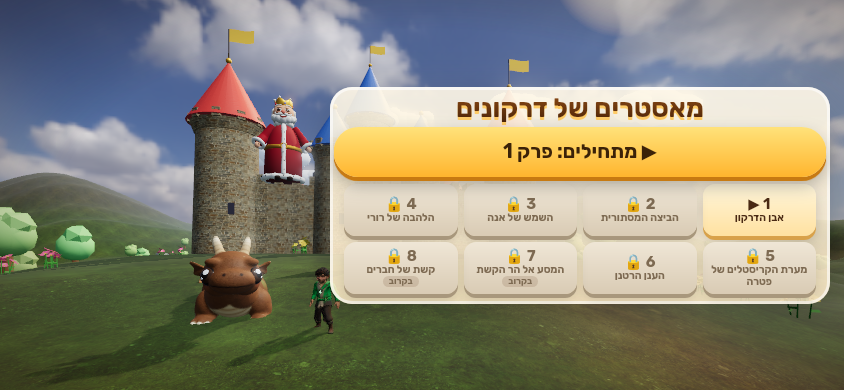 מאסטרים של דרקונים
▶ מתחילים: פרק 1
▶ 1
אבן הדרקון
2 🔒
הביצה המסתורית
3 🔒
השמש של אנה
4 🔒
הלהבה של רורי
5 🔒
מערת הקריסטלים של
פטרה
6 🔒
הענן הרטנן
7 🔒
המסע אל הר הקשת
בקרוב
8 🔒
קשת של חברים
בקרוב